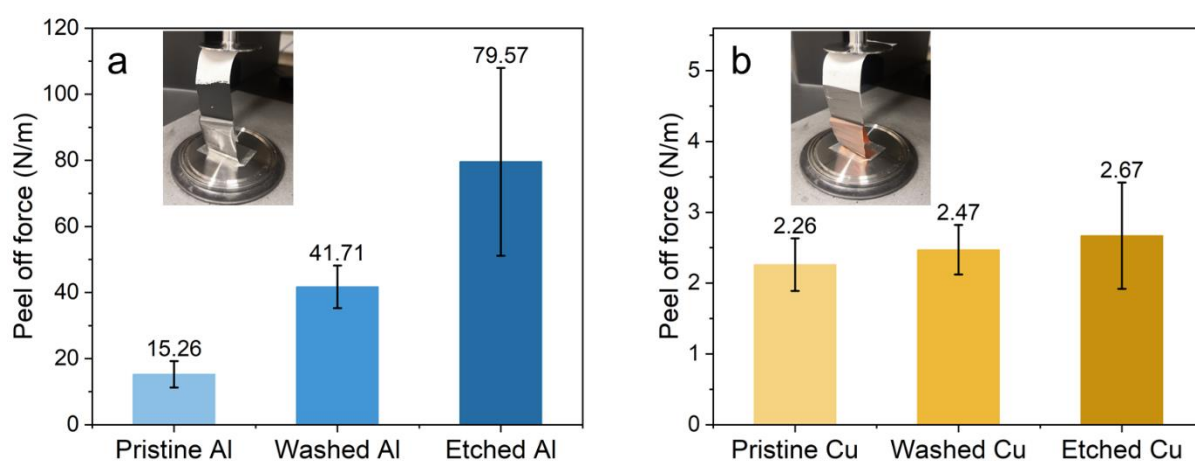 a
Peel off force (N/m)
120
100
80
60
40
20
0
15.26
41.71
79.57
Pristine Al
Washed Al
Etched Al
b
Peel off force (N/m)
5
4
3
2
1
0
2.26
2.47
2.67
Pristine Cu
Washed Cu
Etched Cu